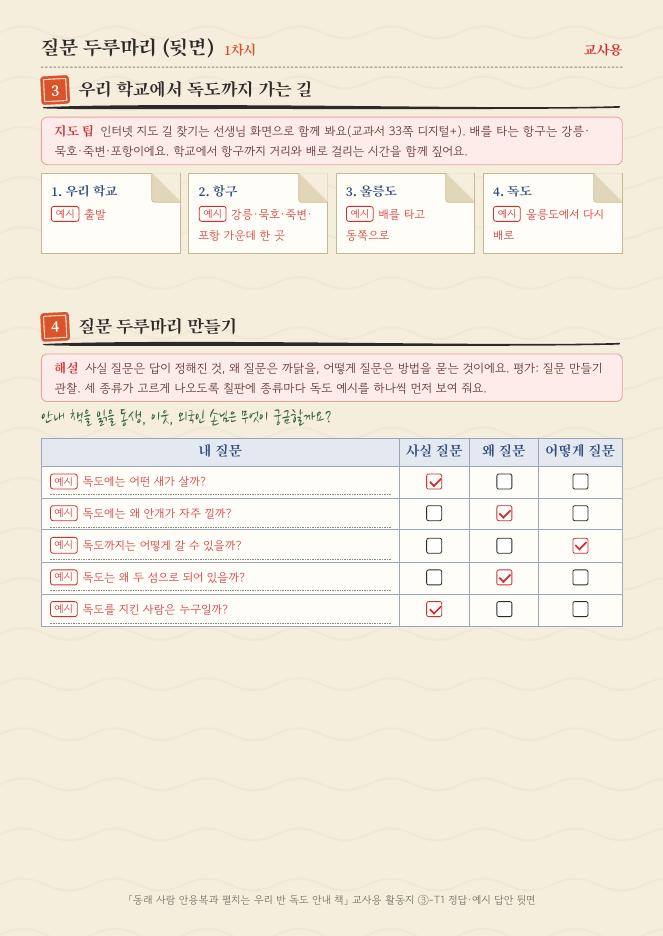 질문 두루마리 (뒷면) 1차시 교사용
3 우리 학교에서 독도까지 가는 길
지도 팁 인터넷 지도 길 찾기는 선생님 화면으로 함께 봐요(교과서 33쪽 디지털+). 배를 타는 항구는 강릉·
묵호·죽변·포항이에요. 학교에서 항구까지 거리와 배로 걸리는 시간을 함께 짚어요.
1. 우리 학교
예시 출발
2. 항구
예시 강릉·묵호·죽변·
포항 가운데 한 곳
3. 울릉도
예시 배를 타고
동쪽으로
4. 독도
예시 울릉도에서 다시
배로
4 질문 두루마리 만들기
해설 사실 질문은 답이 정해진 것, 왜 질문은 까닭을, 어떻게 질문은 방법을 묻는 것이에요. 평가: 질문 만들기
관찰. 세 종류가 고르게 나오도록 칠판에 종류마다 독도 예시를 하나씩 먼저 보여 줘요.
안내 책을 읽을 동생, 이웃, 외국인 손님은 무엇이 궁금할까요?
내 질문 사실 질문 왜 질문 어떻게 질문
예시 독도에는 어떤 새가 살까?
예시 독도에는 왜 안개가 자주 낄까?
예시 독도까지는 어떻게 갈 수 있을까?
예시 독도는 왜 두 섬으로 되어 있을까?
예시 독도를 지킨 사람은 누구일까?
「동래 사람 안용복과 펼치는 우리 반 독도 안내 책」 교사용 활동지 ③-T1 정답·예시 답안 뒷면